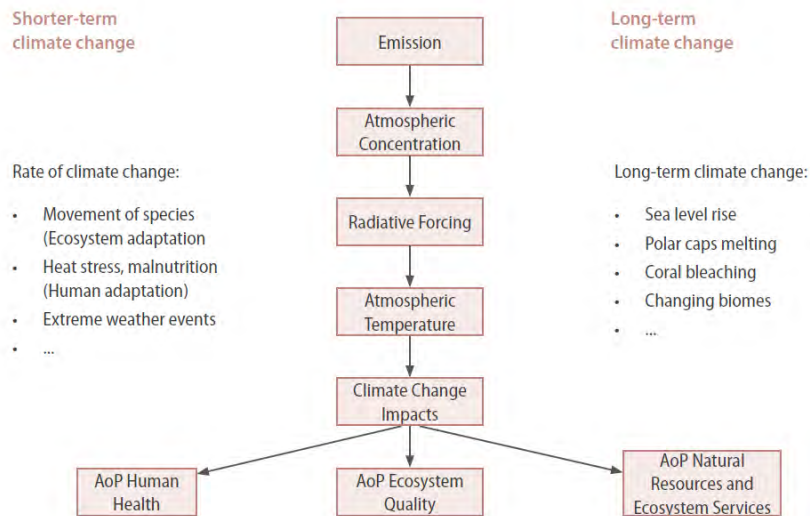 Shorter-term
climate change
Rate of climate change:
• Movement of species
(Ecosystem adaptation
• Heat stress, malnutrition
(Human adaptation)
• Extreme weather events
• ...
Emission
Atmospheric
Concentration
Radiative Forcing
Atmospheric
Temperature
Climate Change
Impacts
Long-term
climate change
Long-term climate change:
• Sea level rise
• Polar caps melting
• Coral bleaching
• Changing biomes
• ...
AoP Human
Health
AoP Ecosystem
Quality
AoP Natural
Resources and
Ecosystem Services